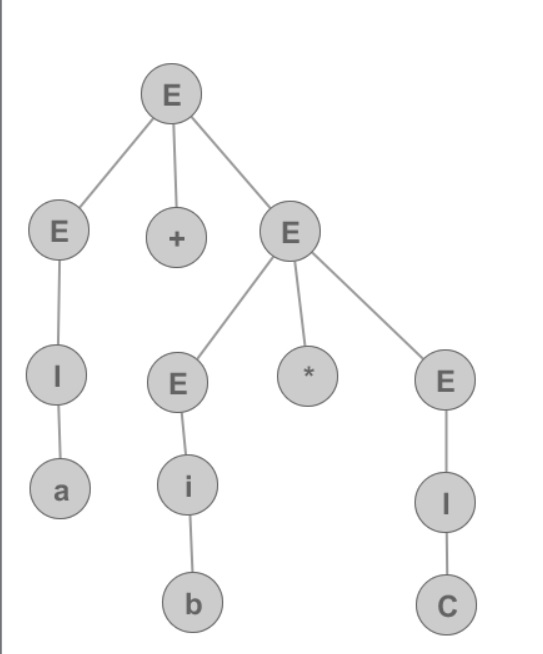 E
E + E
I E * E
a i I
b C